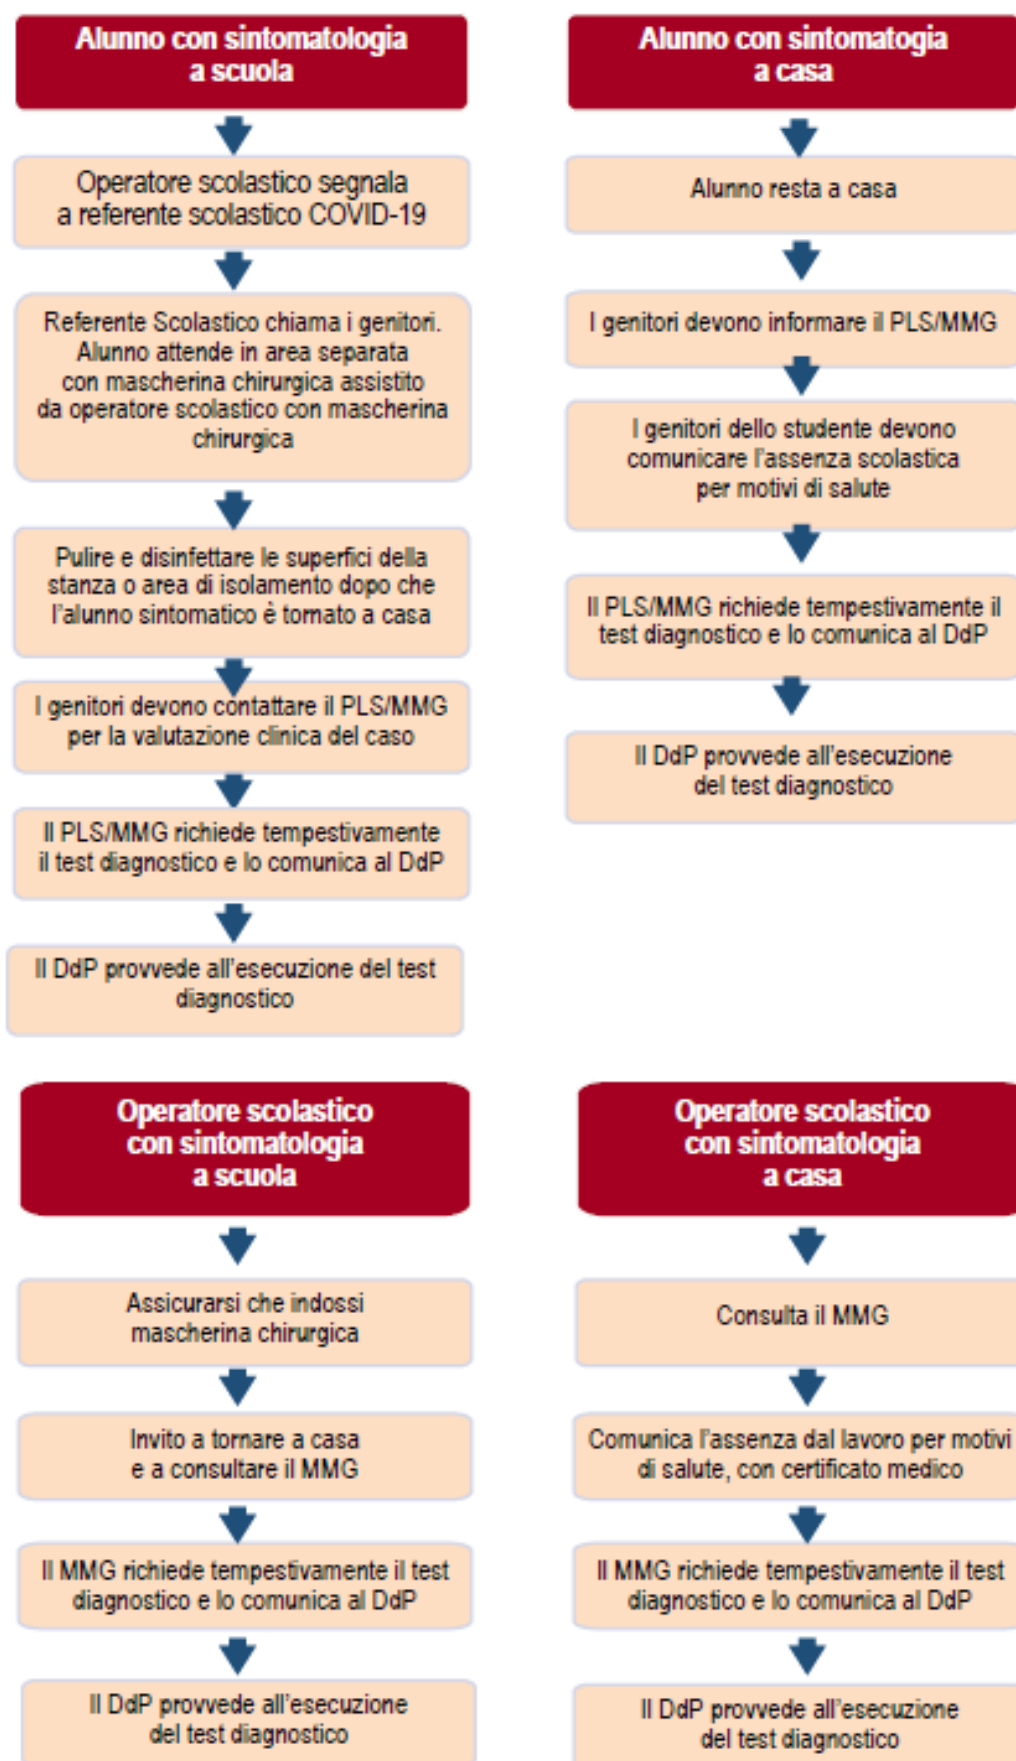 Alunno con sintomatologia
a scuola
Operatore scolastico segnala
a referente scolastico COVID-19
Referente Scolastico chiama i genitori.
Alunno attende in area separata
con mascherina chirurgica assistito
da operatore scolastico con mascherina
chirurgica
Pulire e disinfettare le superfici della
stanza o area di isolamento dopo che
l'alunno sintomatico è tornato a casa
I genitori devono contattare il PLS/MMG
per la valutazione clinica del caso
Il PLS/MMG richiede tempestivamente
il test diagnostico e lo comunica al DdP
Il DdP provvede all'esecuzione del test
diagnostico
Alunno con sintomatogia
a casa
Alunno resta a casa
I genitori devono informare il PLS/MMG
I genitori dello studente devono
comunicare l'assenza scolastica
per motivi di salute
Il PLS/MMG richiede tempestivamente il
test diagnostico e lo comunica al DdP
Il DdP provvede all'esecuzione
del test diagnostico
Operatore scolastico
con sintomatologia
a scuola
Assicurarsi che indossi
mascherina chirurgica
Invito a tornare a casa
e a consultare il MMG
Il MMG richiede tempestivamente il test
diagnostico e lo comunica al DdP
Il DdP provvede all'esecuzione
del test diagnostico
Operatore scolastico
con sintomatologia
a casa
Consulta il MMG
Comunica l'assenza dal lavoro per motivi
di salute, con certificato medico
Il MMG richiede tempestivamente il test
diagnostico e lo comunica al DdP
Il DdP provvede all'esecuzione
del test diagnostico